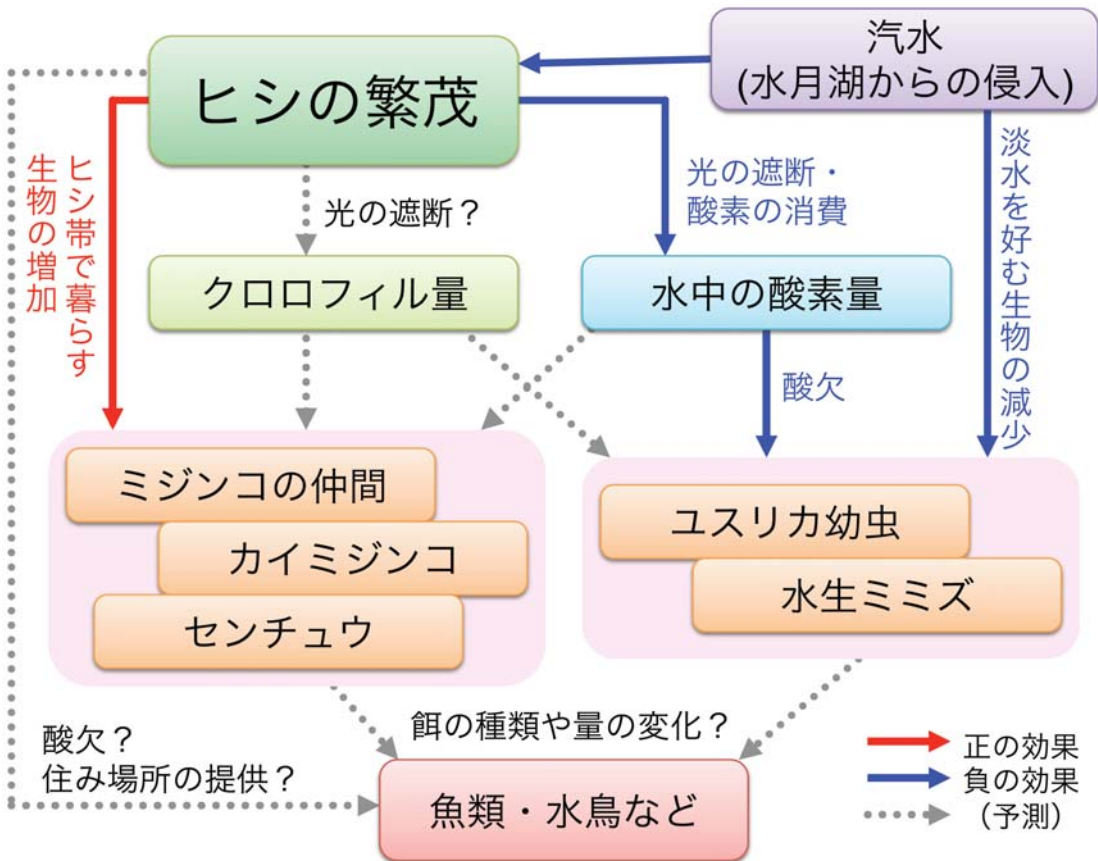 汽水
(水月湖からの侵入)
ヒシの繁茂
ヒシ帯で暮らす
生物の増加
光の遮断？
光の遮断・
酸素の消費
淡水を好む生物の減少
クロロフィル量
水中の酸素量
酸欠
ミジンコの仲間
カイミジンコ
センチュウ
ユスリカ幼虫
水生ミミズ
酸欠？
住み場所の提供？
餌の種類や量の変化？
魚類・水鳥など
正の効果
負の効果
（予測）